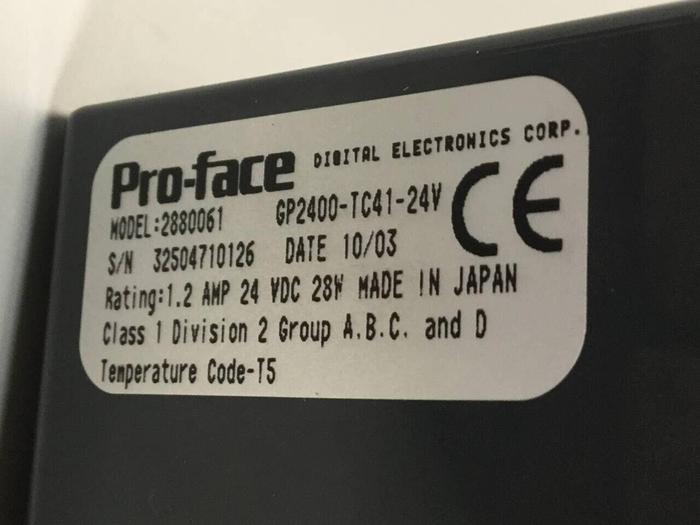 Pro-face DIGITAL ELECTRONICS CORP.
MODEL:2880061 GP2400-TC41-24V
CE
S/N 32504710126 DATE 10/03
Rating:1.2 AMP 24 VDC 28W MADE IN JAPAN
Class 1 Division 2 Group A.B.C. and D
Temperature Code-T5